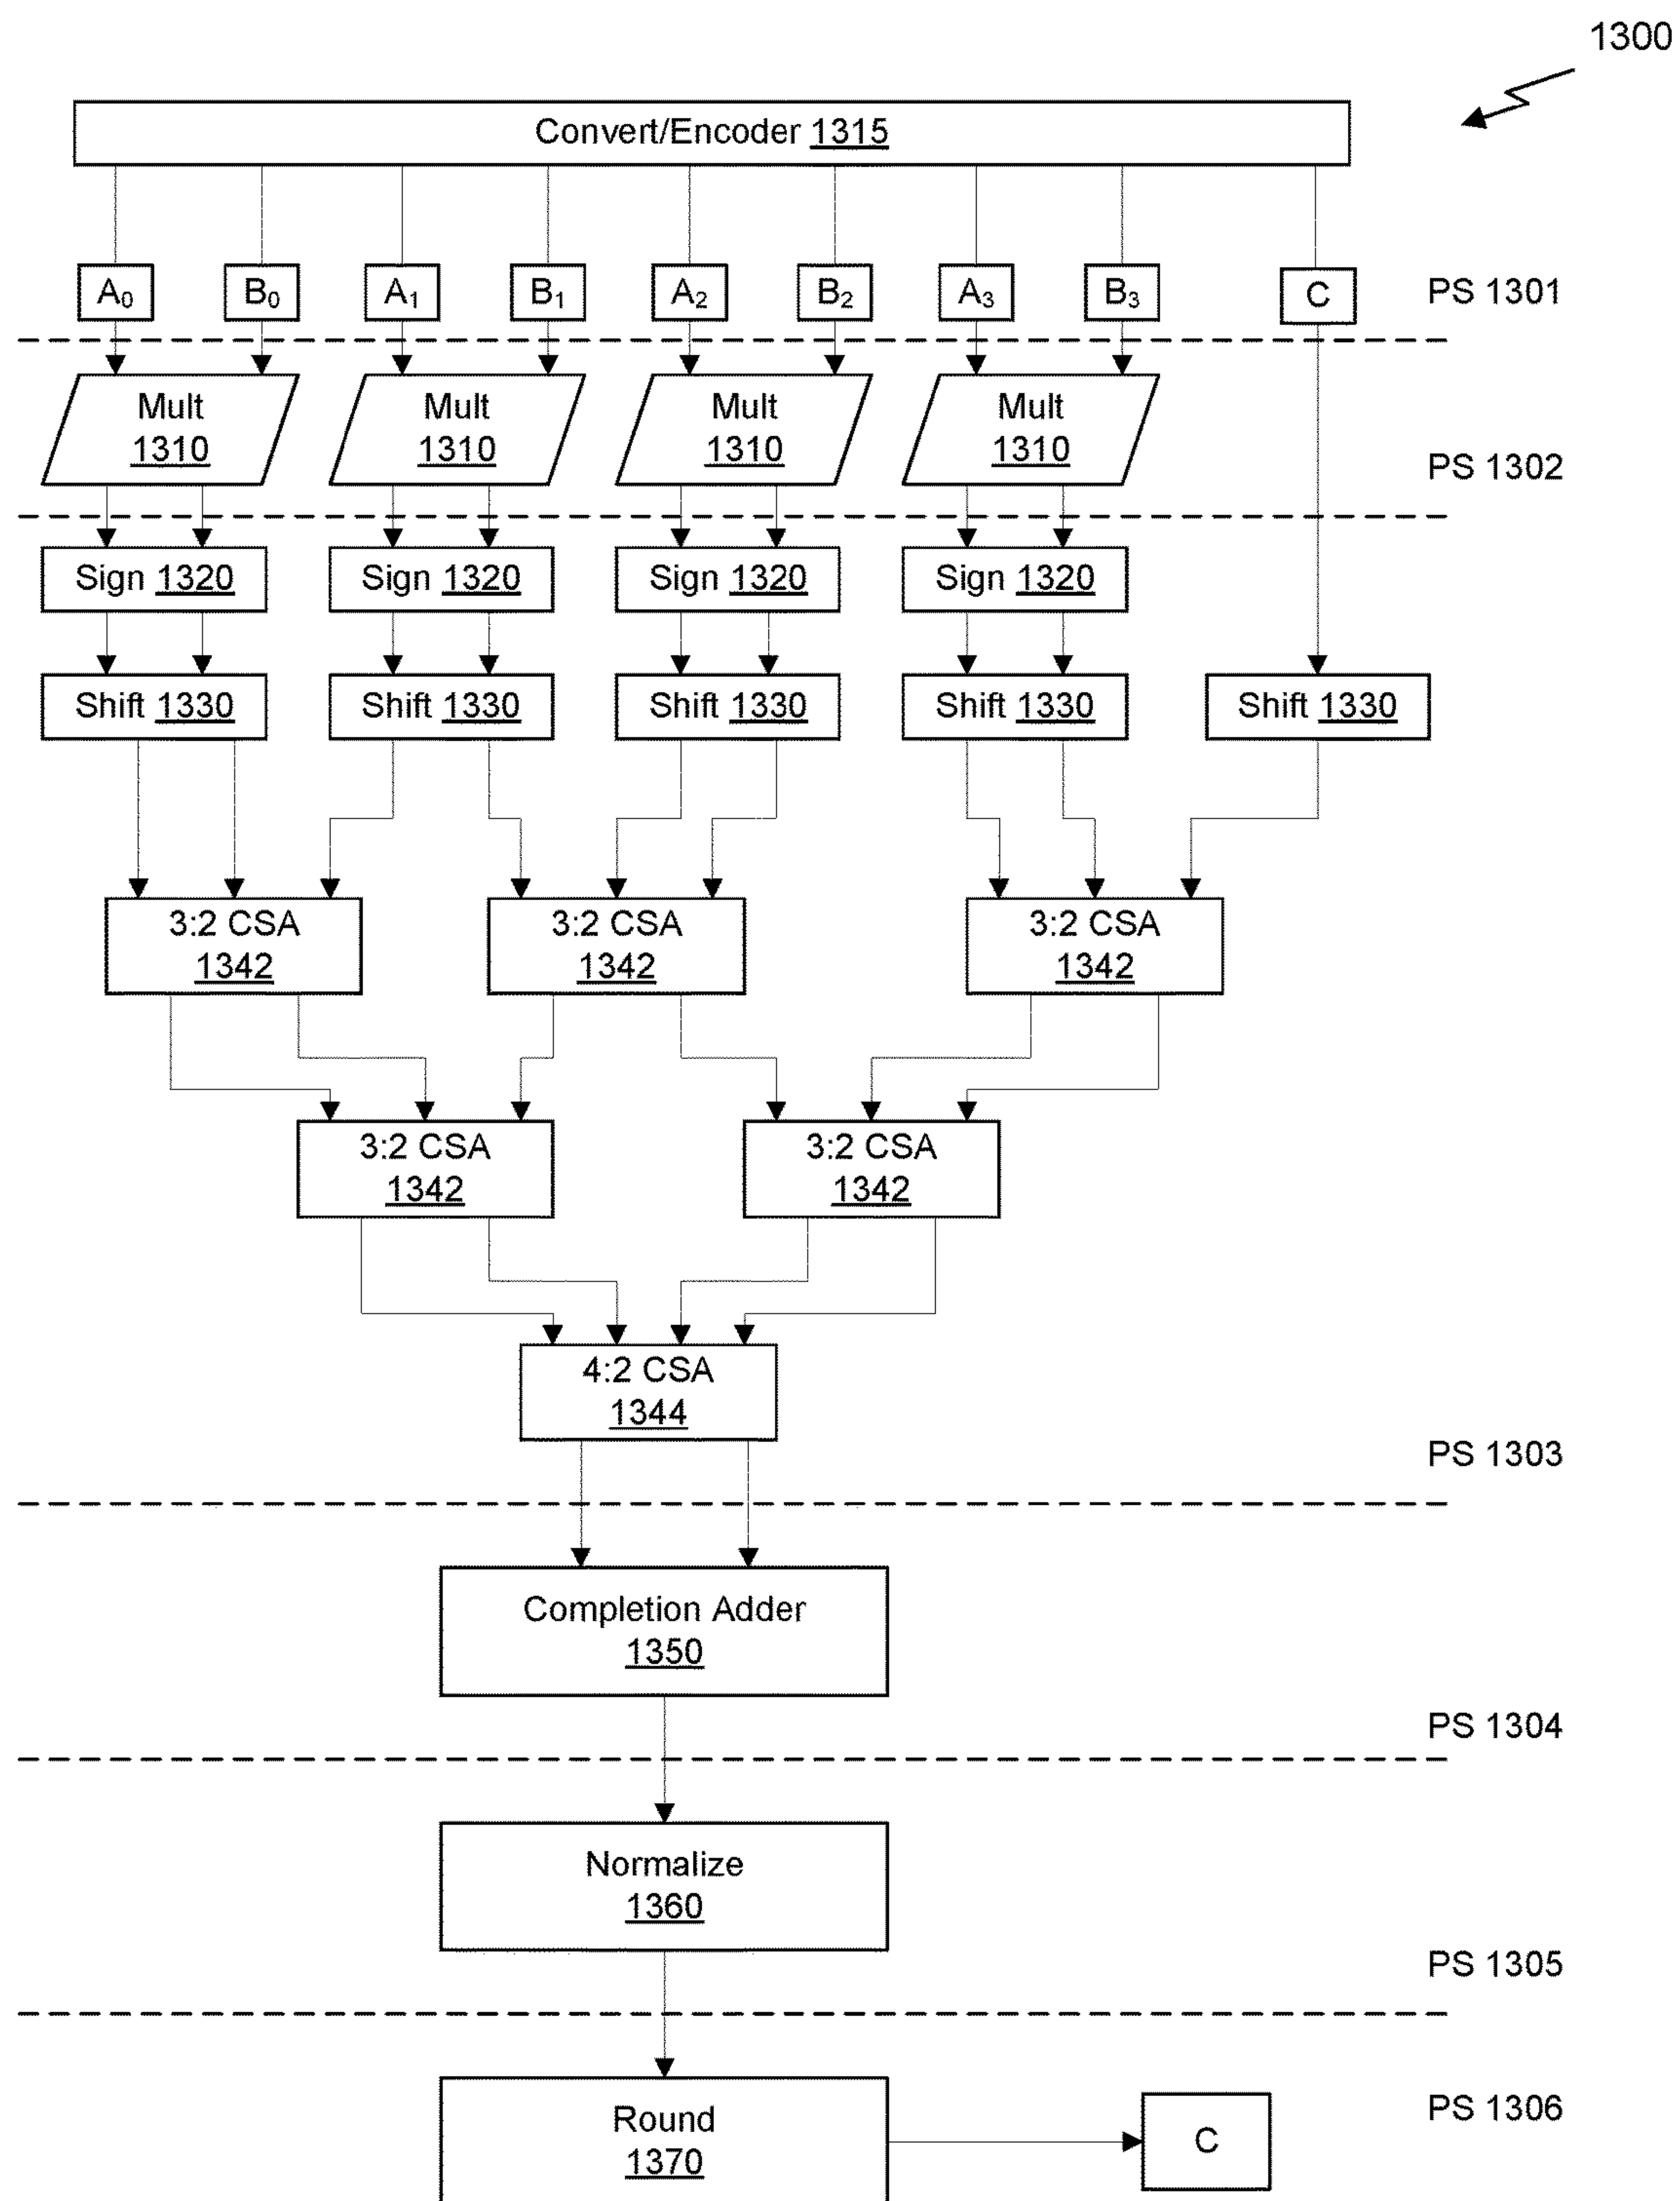 1300
Convert/Encoder 1315
A₀ B₀ A₁ B₁ A₂ B₂ A₃ B₃ C PS 1301
Mult Mult Mult Mult
1310 1310 1310 1310
PS 1302
Sign 1320 Sign 1320 Sign 1320 Sign 1320
Shift 1330 Shift 1330 Shift 1330 Shift 1330 Shift 1330
3:2 CSA 3:2 CSA 3:2 CSA
1342 1342 1342
3:2 CSA 3:2 CSA
1342 1342
4:2 CSA
1344
PS 1303
Completion Adder
1350
PS 1304
Normalize
1360
PS 1305
Round
1370
C
PS 1306